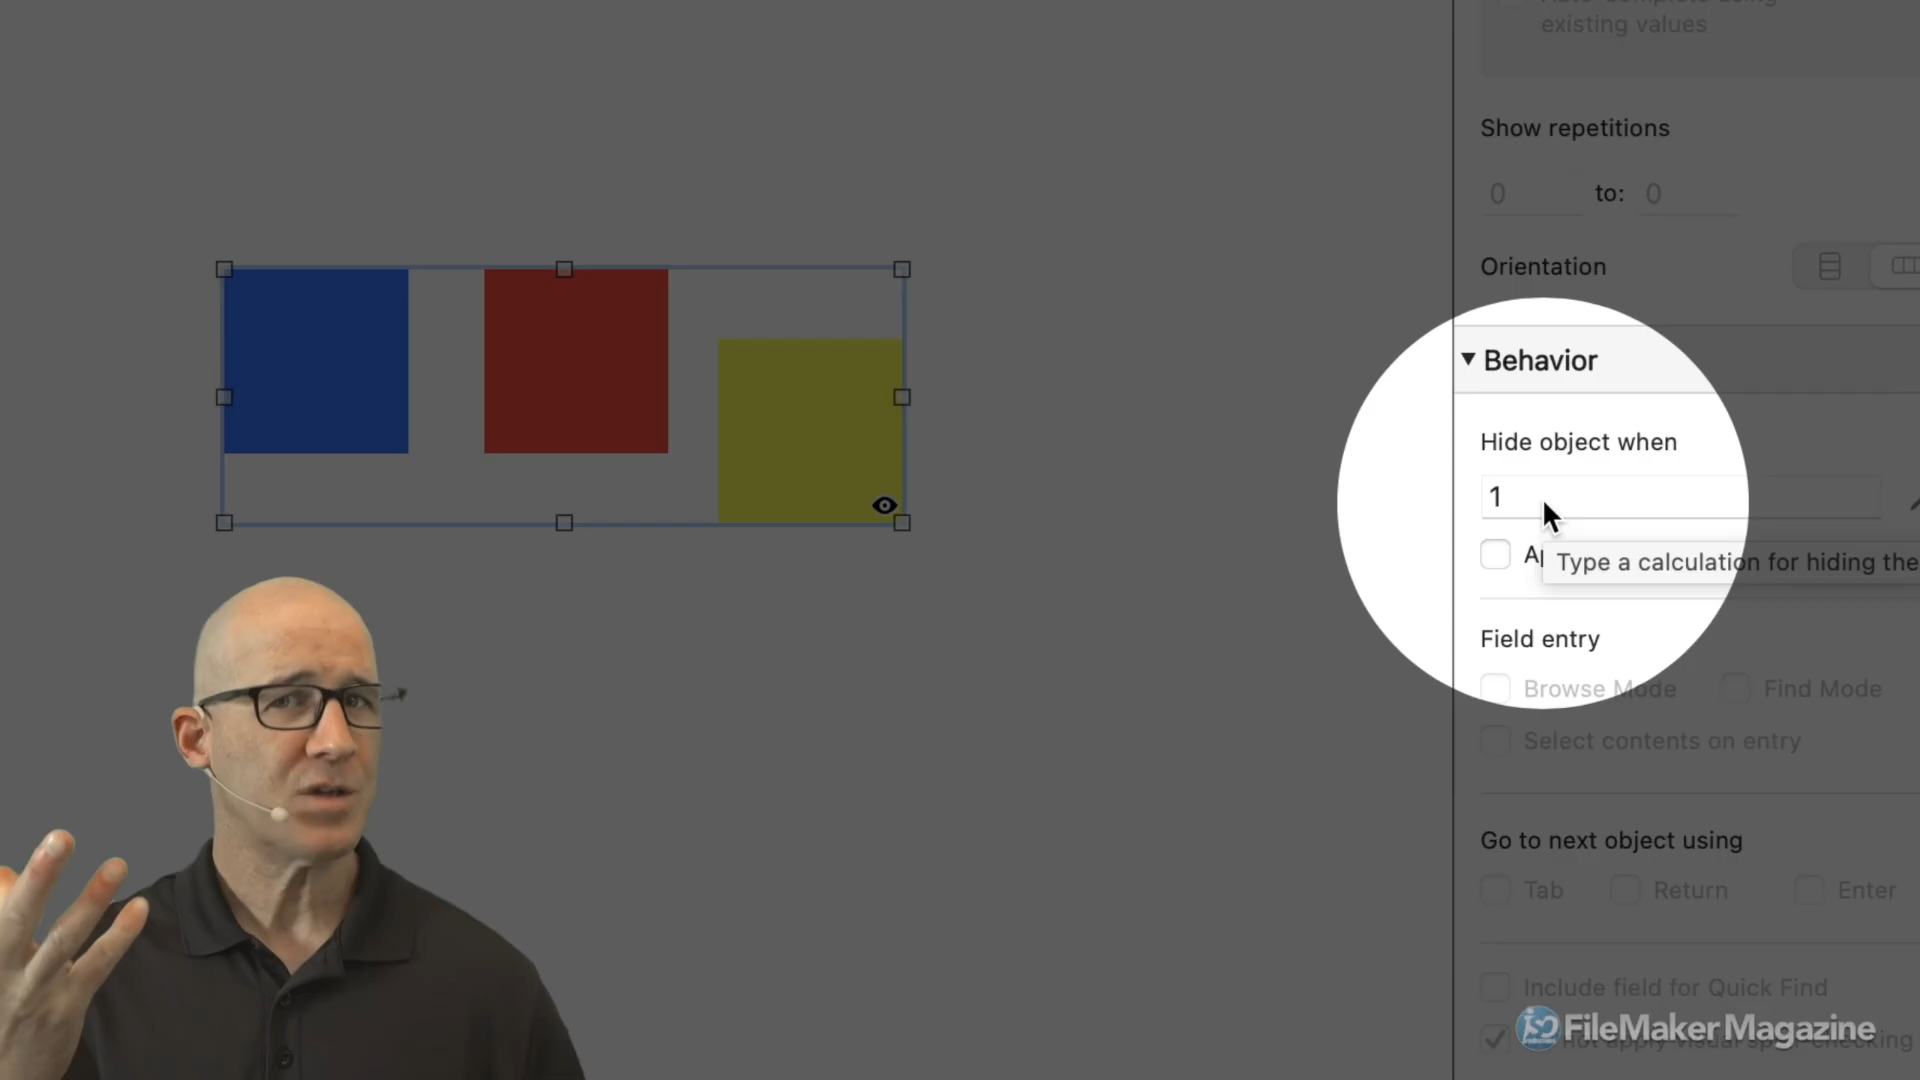 existing values
Show repetitions
0 to: 0
Orientation
Behavior
Hide object when
1
Type a calculation for hiding the
Field entry
Browse Mode Find Mode
Select contents on entry
Go to next object using
Tab Return Enter
Include field for Quick Find
FileMaker Magazine